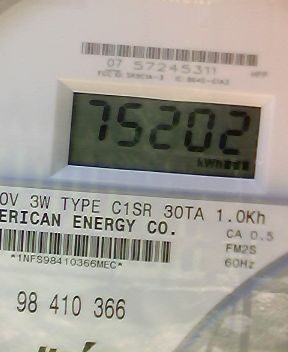 07 57245311
75202
kWh
0V 3W TYPE C1SR 30TA 1.0Kh
ERICAN ENERGY CO.
CA 0.5
FM2S
*1NFS98410366MEC*
60Hz
98 410 366